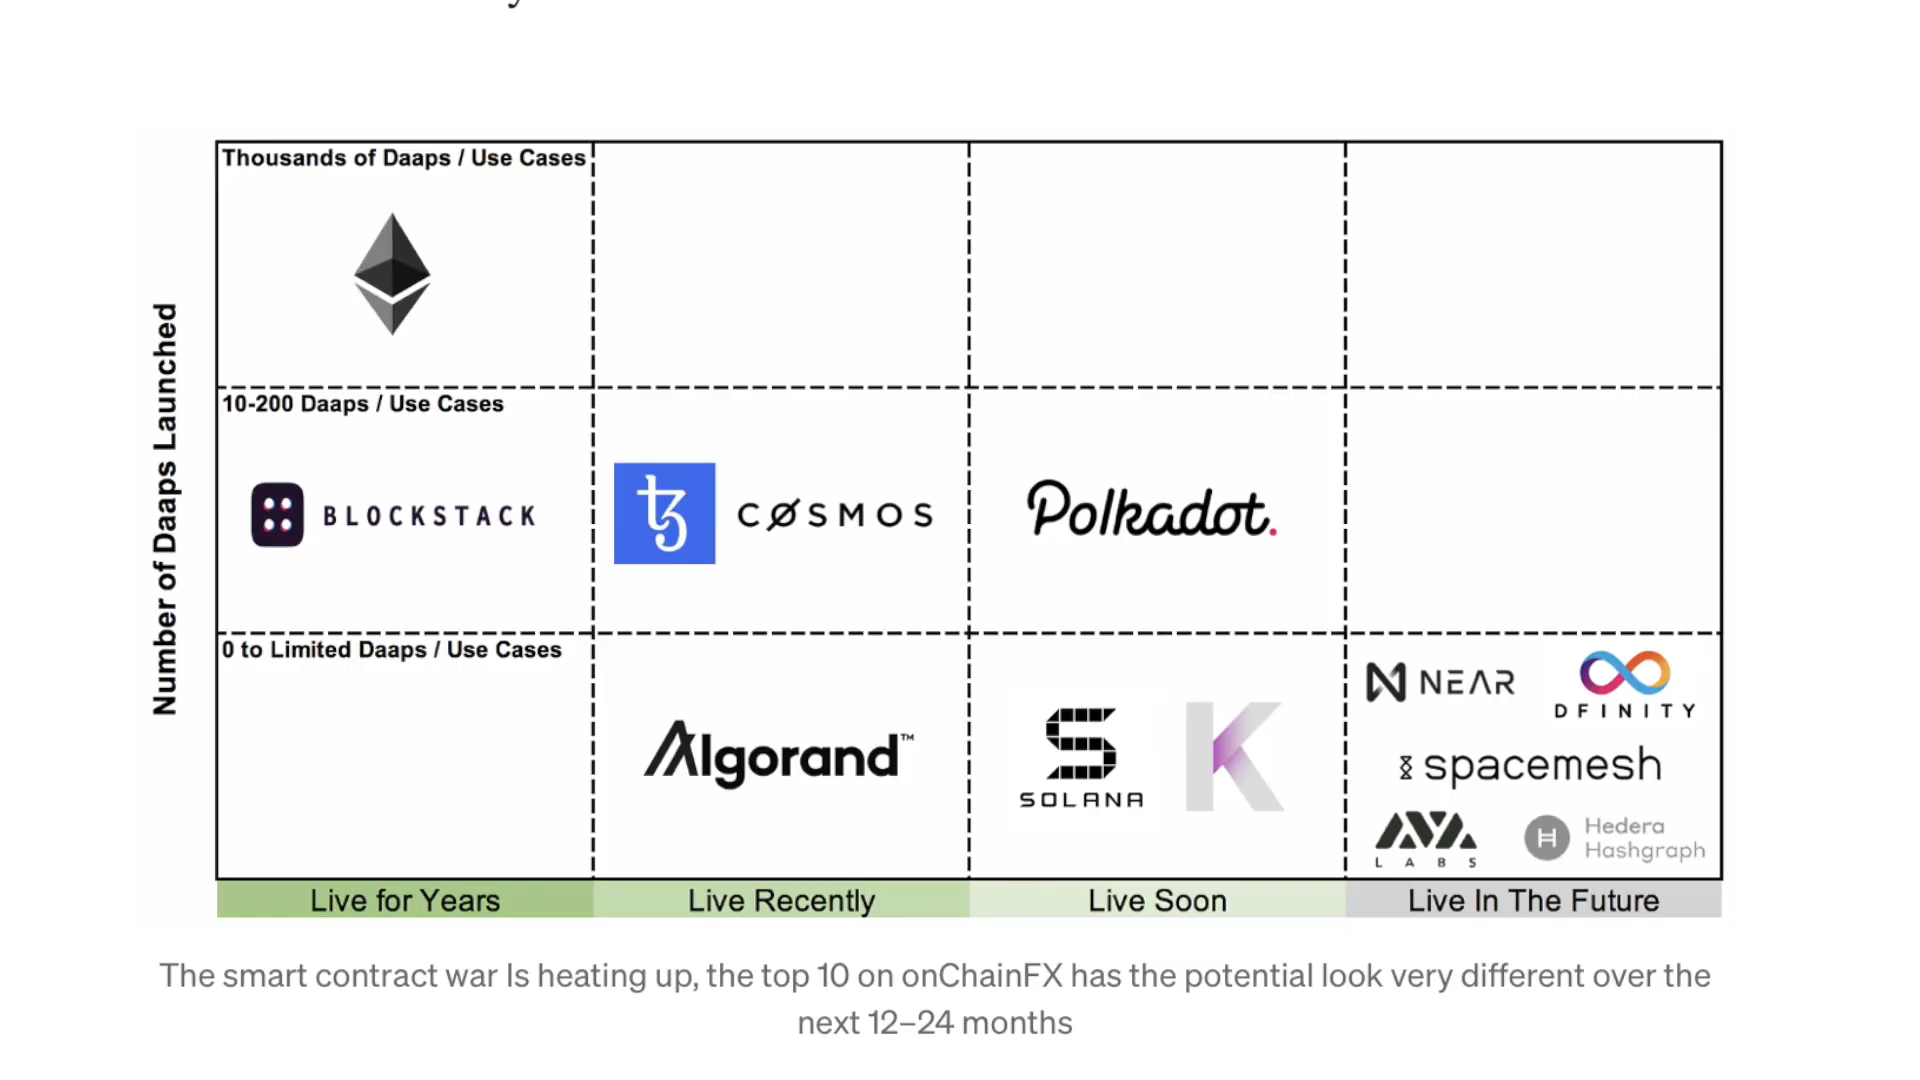 Thousands of Daaps / Use Cases
Number of Daaps Launched
10-200 Daaps / Use Cases
BLOCKSTACK
CØSMOS
Polkadot.
0 to Limited Daaps / Use Cases
Algorand™
SOLANA
K
NEAR
DFINITY
spacemesh
AVA
LABS
H
Hedera
Hashgraph
Live for Years
Live Recently
Live Soon
Live In The Future
The smart contract war Is heating up, the top 10 on onChainFX has the potential look very different over the
next 12–24 months